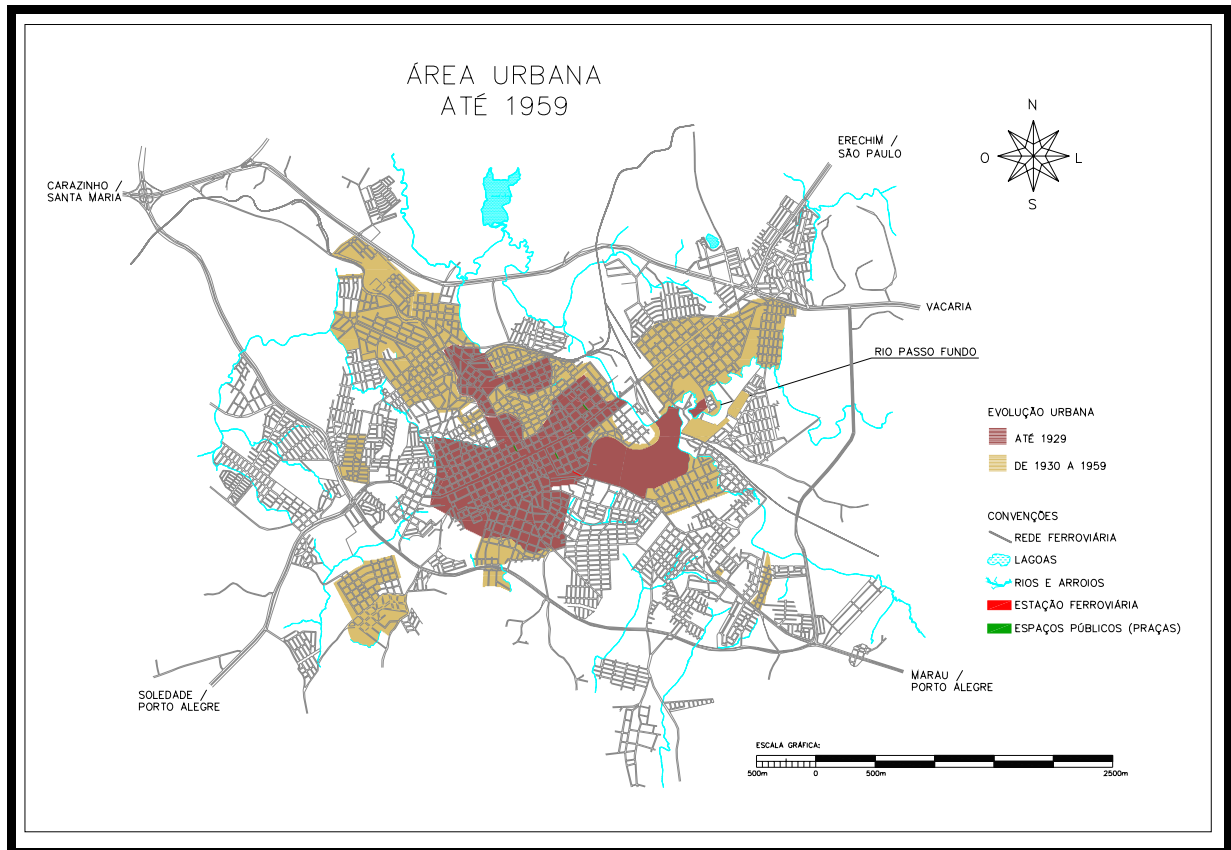 ÁREA URBANA
ATÉ 1959
N
O
L
S
ERECHIM /
SÃO PAULO
CARAZINHO /
SANTA MARIA
VACARIA
RIO PASSO FUNDO
EVOLUÇÃO URBANA
ATÉ 1929
DE 1930 A 1959
CONVENÇÕES
REDE FERROVIÁRIA
LAGOAS
RIOS E ARROIOS
ESTAÇÃO FERROVIÁRIA
ESPAÇOS PÚBLICOS (PRAÇAS)
SOLEDADE /
PORTO ALEGRE
MARAU /
PORTO ALEGRE
ESCALA GRÁFICA:
500m 0 500m 2500m